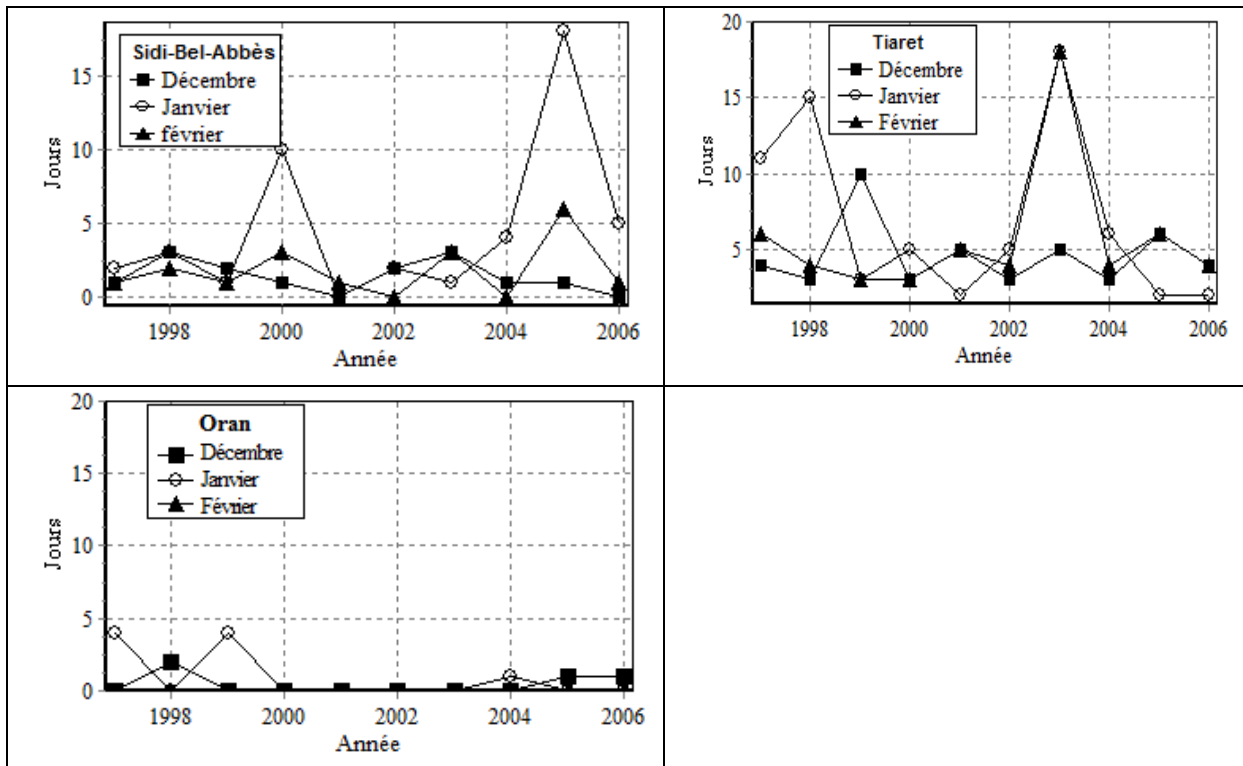 Sidi-Bel-Abbès
Décembre
Janvier
février
Jours
15
10
5
0
1998 2000 2002 2004 2006
Année
Tiaret
Décembre
Janvier
Février
Jours
20
15
10
5
1998 2000 2002 2004 2006
Année
Oran
Décembre
Janvier
Février
Jours
20
15
10
5
0
1998 2000 2002 2004 2006
Année